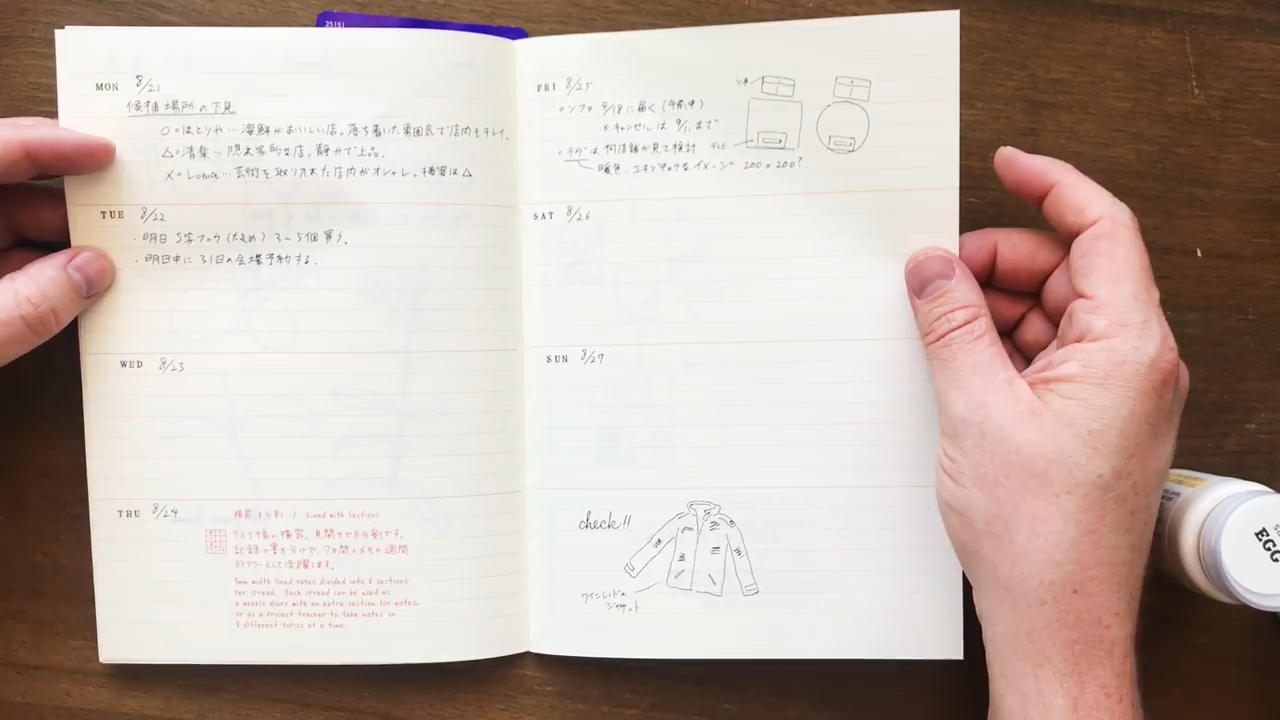 25151
MON 8/21
候補場所の下見
○・ほとりや…海鮮がおいしい店。落ち着いた雰囲気で店内もキレイ。
△・清葉…隠れ家的な店。静かで上品。
×・Loma…芸術を取り入れた店内がオシャレ。接客は△
TUE 8/22
・明日 5字フック(大きめ)3〜5個買う。
・明日中に31日の会場予約する。
WED 8/23
THU 8/24
横罫8分割 / Lined with Sections
7ミリ幅の横罫、見開きで8分割です。
記録の書き分けや、7日間+メモの週間
ダイアリーとして活躍します。
7mm width lined pages divided into 8 sections
per spread. Each spread can be used as
a weekly diary with an extra section for notes,
or as a project tracker to take notes on
8 different topics at a time.
FRI 8/25
○ソファ 9/18に届く(午前中)
※キャンセルは9/1まで
・ラグは何店舗か見て検討
暖色、エキゾチックなイメージ 200×200?
SAT 8/26
SUN 8/27
check!!
ワインレッドの
ジャケット
EGG